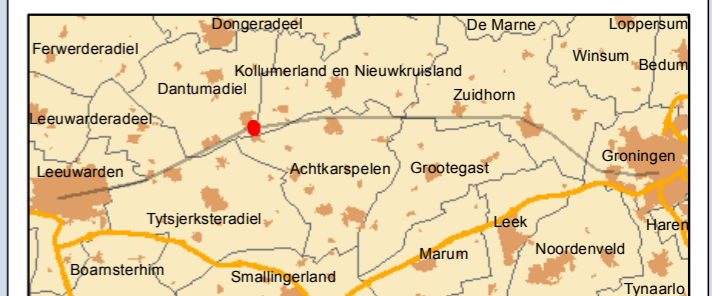 Dongeradeel
De Marne
Loppersum
Ferwerderadiel
Winsum
Bedum
Kollumerland en Nieuwkruisland
Dantumadiel
Zuidhorn
Leeuwarderadeel
Groningen
Leeuwarden
Achtkarspelen
Grootegast
Tytsjerksteradiel
Leek
Haren
Marum
Noordenveld
Boarnsterhim
Smallingerland
Tynaarlo